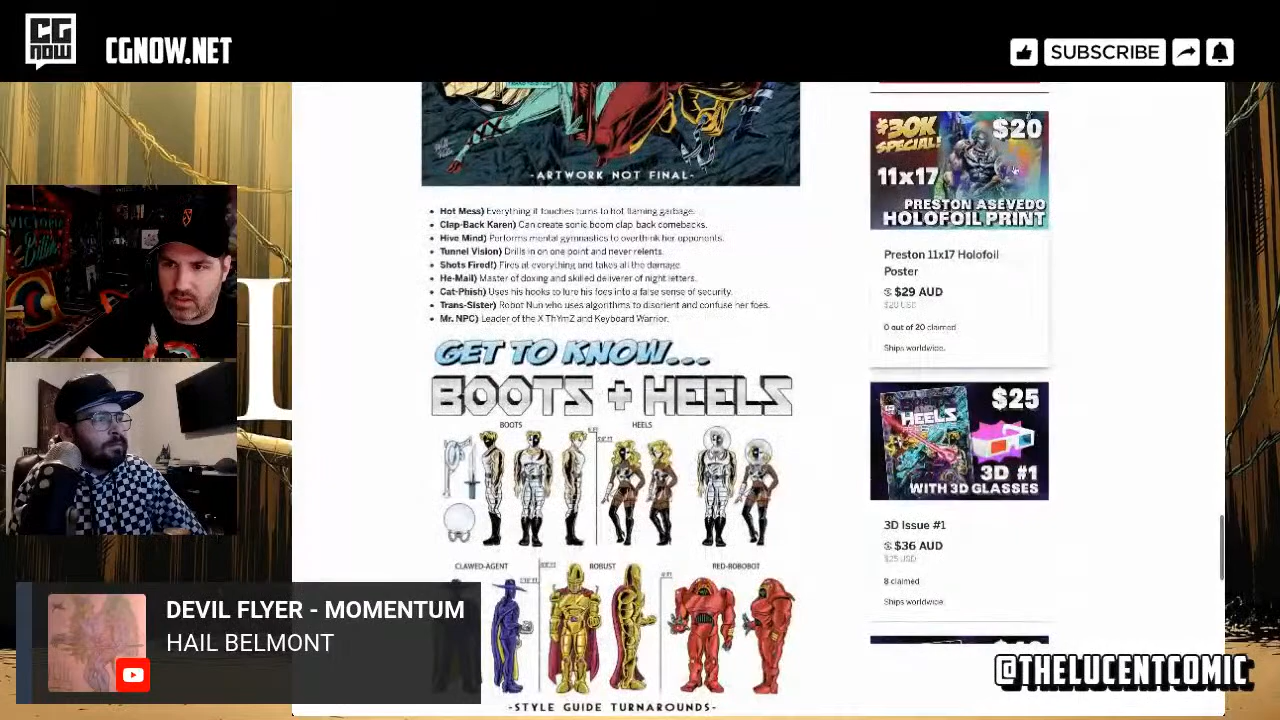 CG
NOW
CGNOW.NET
SUBSCRIBE
-ARTWORK NOT FINAL-
Hot Mess) Everything it touches turns to hot flaming garbage.
Clap-Back Karen) Can create sonic boom clap back comebacks.
Hive Mind) Performs mental gymnastics to overthink her opponents.
Tunnel Vision) Drills in on one point and never relents.
Shots Fired!) Fires at everything and takes all the damage.
He-Mail) Master of doxing and skilled deliverer of night letters.
Cat-Phish) Uses his hooks to lure his foes into a false sense of security.
Trans-Sister) Robot Nun who uses algorithms to disorient and confuse her foes.
Mr. NPC) Leader of the X ThYmZ and Keyboard Warrior.
GET TO KNOW...
BOOTS + HEELS
BOOTS
HEELS
CLAWED-AGENT
ROBUST
RED-ROBOBOT
-STYLE GUIDE TURNAROUNDS-
$30K
SPECIAL!
$20
11x17
PRESTON ASEVEDO
HOLOFOIL PRINT
Preston 11x17 Holofoil
Poster
$29 AUD
$20 USD
0 out of 20 claimed
Ships worldwide.
HEELS
$25
3D #1
WITH 3D GLASSES
3D Issue #1
$36 AUD
$25 USD
8 claimed
Ships worldwide.
DEVIL FLYER - MOMENTUM
HAIL BELMONT
@THELUCENTCOMIC